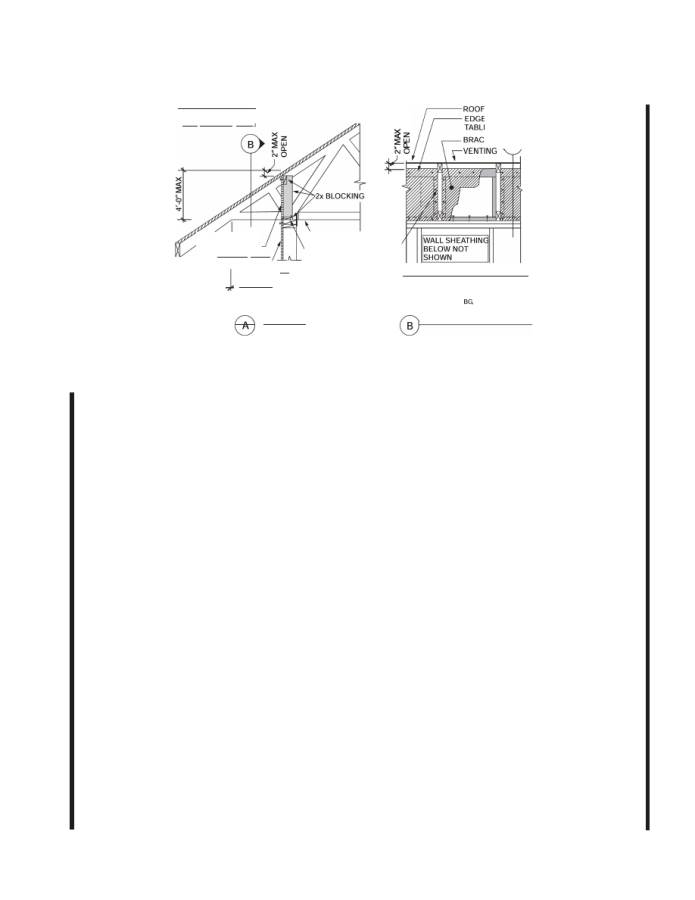 B
2" MAX
OPEN
4'-0" MAX
2x BLOCKING
A
ROOF
EDGE
TABLI
BRAC
VENTING
2" MAX
OPEN
WALL SHEATHING
BELOW NOT
SHOWN
BG,
B